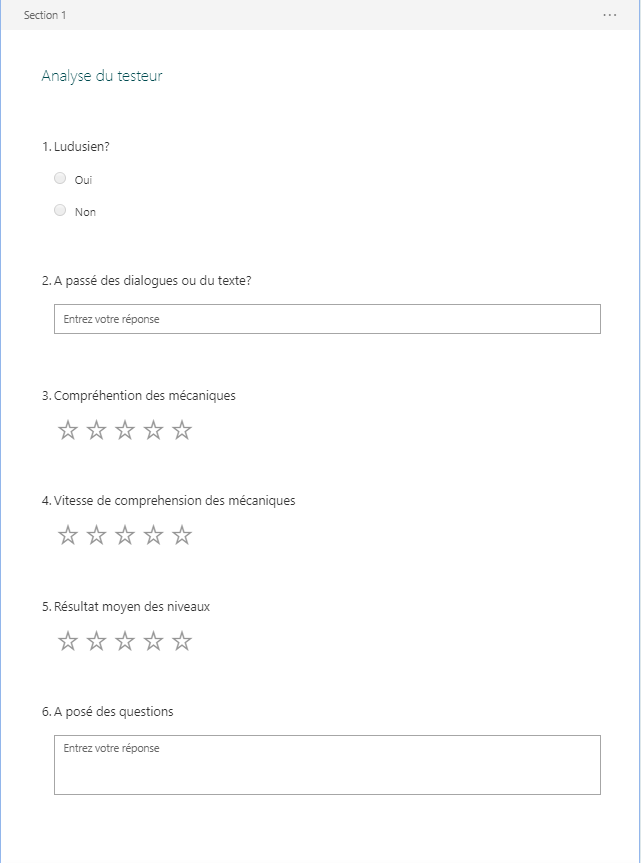 Section 1
...
Analyse du testeur
1. Ludusien?
Oui
Non
2. A passé des dialogues ou du texte?
Entrez votre réponse
3. Compréhention des mécaniques
4. Vitesse de comprehension des mécaniques
5. Résultat moyen des niveaux
6. A posé des questions
Entrez votre réponse